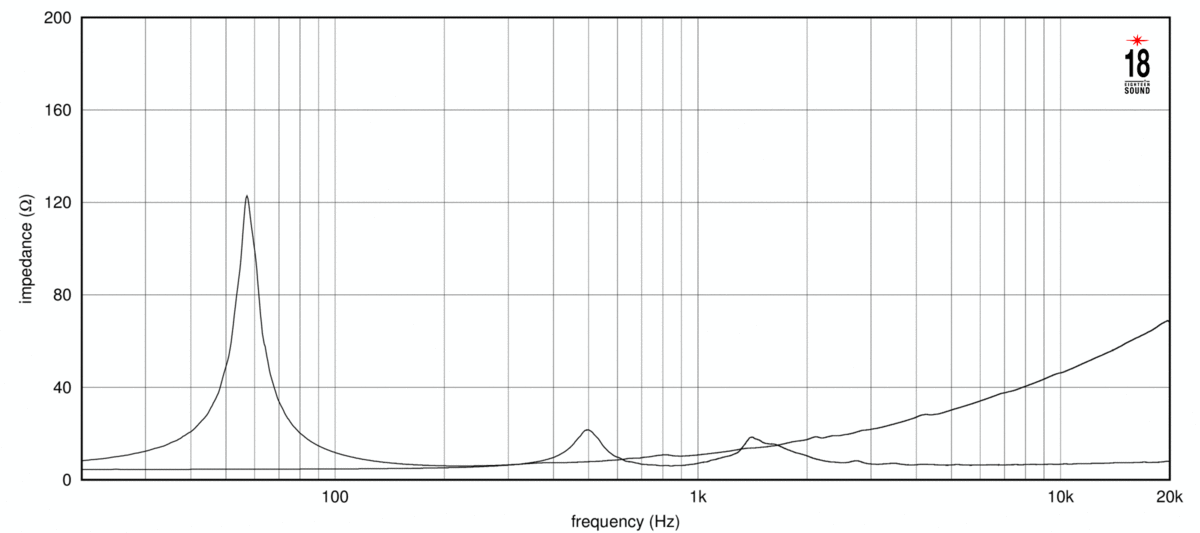 200
160
120
80
40
0
impedance (Ω)
100
1k
10k
20k
frequency (Hz)
18
EIGHTEEN
SOUND